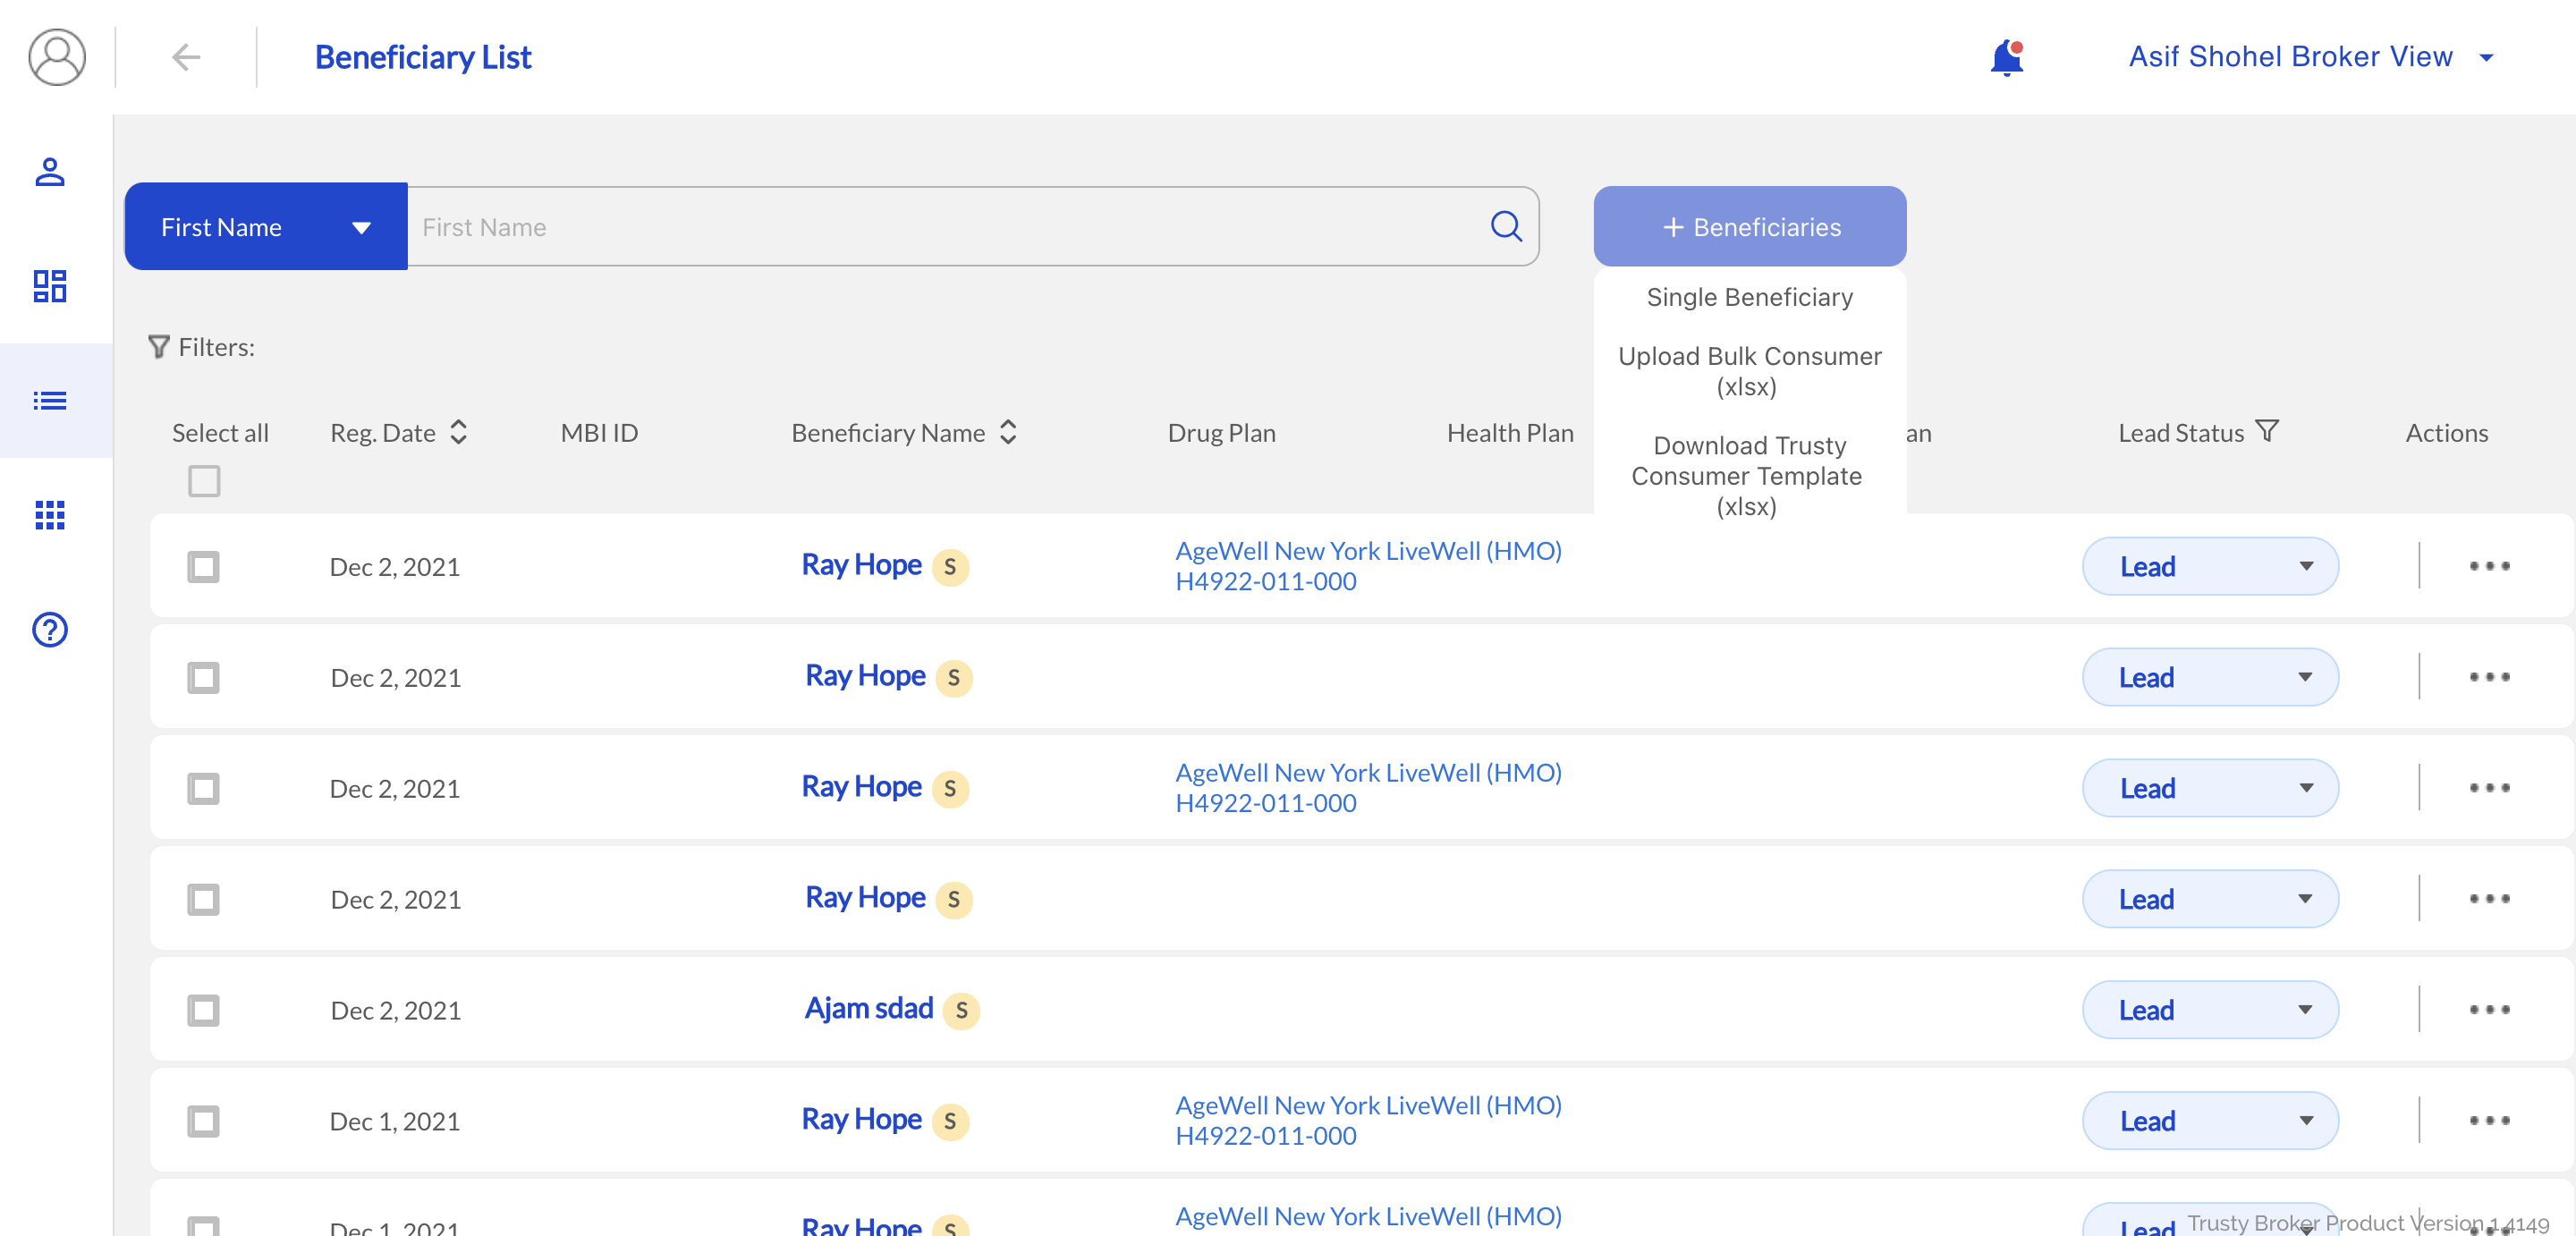 Beneficiary List
Asif Shohel Broker View
First Name
First Name
+ Beneficiaries
Single Beneficiary
Upload Bulk Consumer
(xlsx)
Download Trusty
Consumer Template
(xlsx)
Filters:
Select all
Reg. Date
MBI ID
Beneficiary Name
Drug Plan
Health Plan
an
Lead Status
Actions
Dec 2, 2021
Ray Hope S
AgeWell New York LiveWell (HMO)
H4922-011-000
Lead
Dec 2, 2021
Ray Hope S
Lead
Dec 2, 2021
Ray Hope S
AgeWell New York LiveWell (HMO)
H4922-011-000
Lead
Dec 2, 2021
Ray Hope S
Lead
Dec 2, 2021
Ajam sdad S
Lead
Dec 1, 2021
Ray Hope S
AgeWell New York LiveWell (HMO)
H4922-011-000
Lead
Dec 1, 2021
Ray Hope S
AgeWell New York LiveWell (HMO)
Lead
Trusty Broker Product Version 1.4149